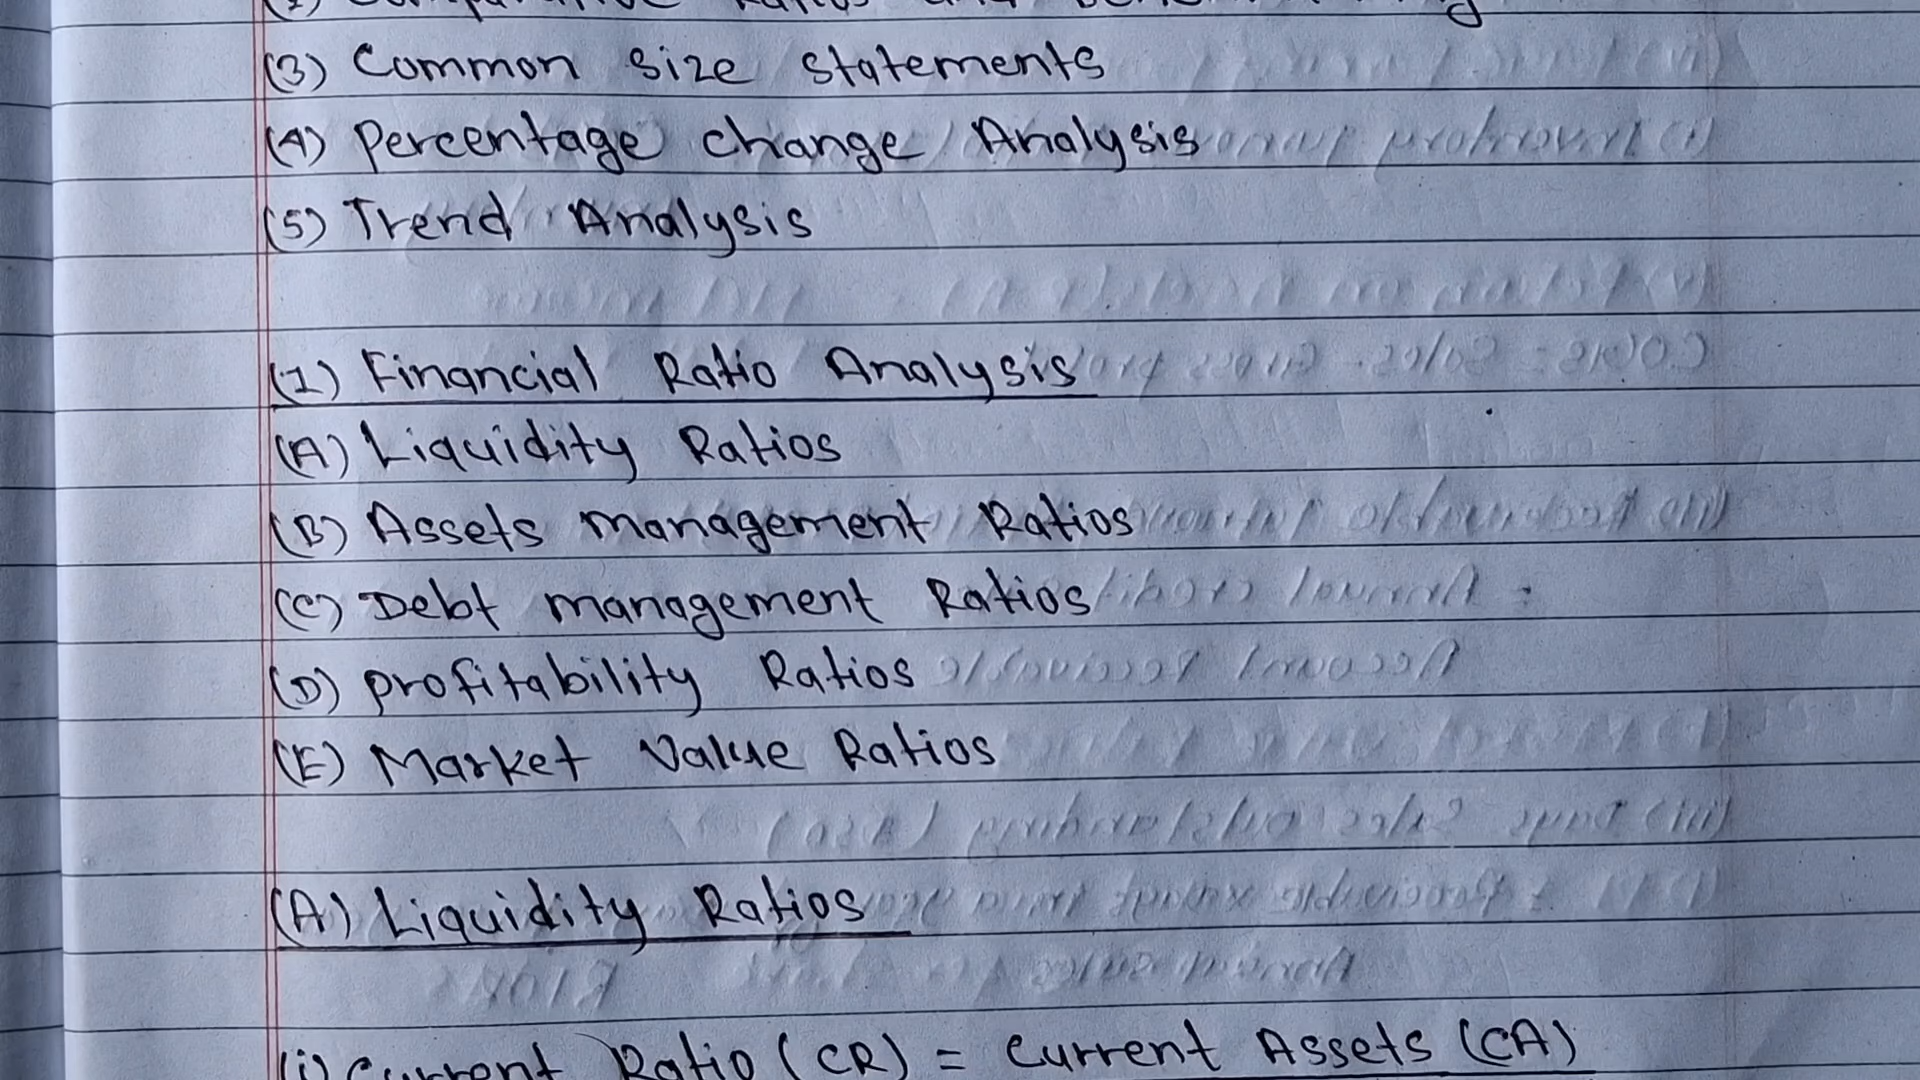 (3) Common size statements
(4) Percentage change Analysis
(5) Trend Analysis
(1) Financial Ratio Analysis
(A) Liquidity Ratios
(B) Assets management Ratios
(C) Debt management Ratios
(D) profitability Ratios
(E) Market Value Ratios
(A) Liquidity Ratios
(i) Current Ratio (CR) = Current Assets (CA)